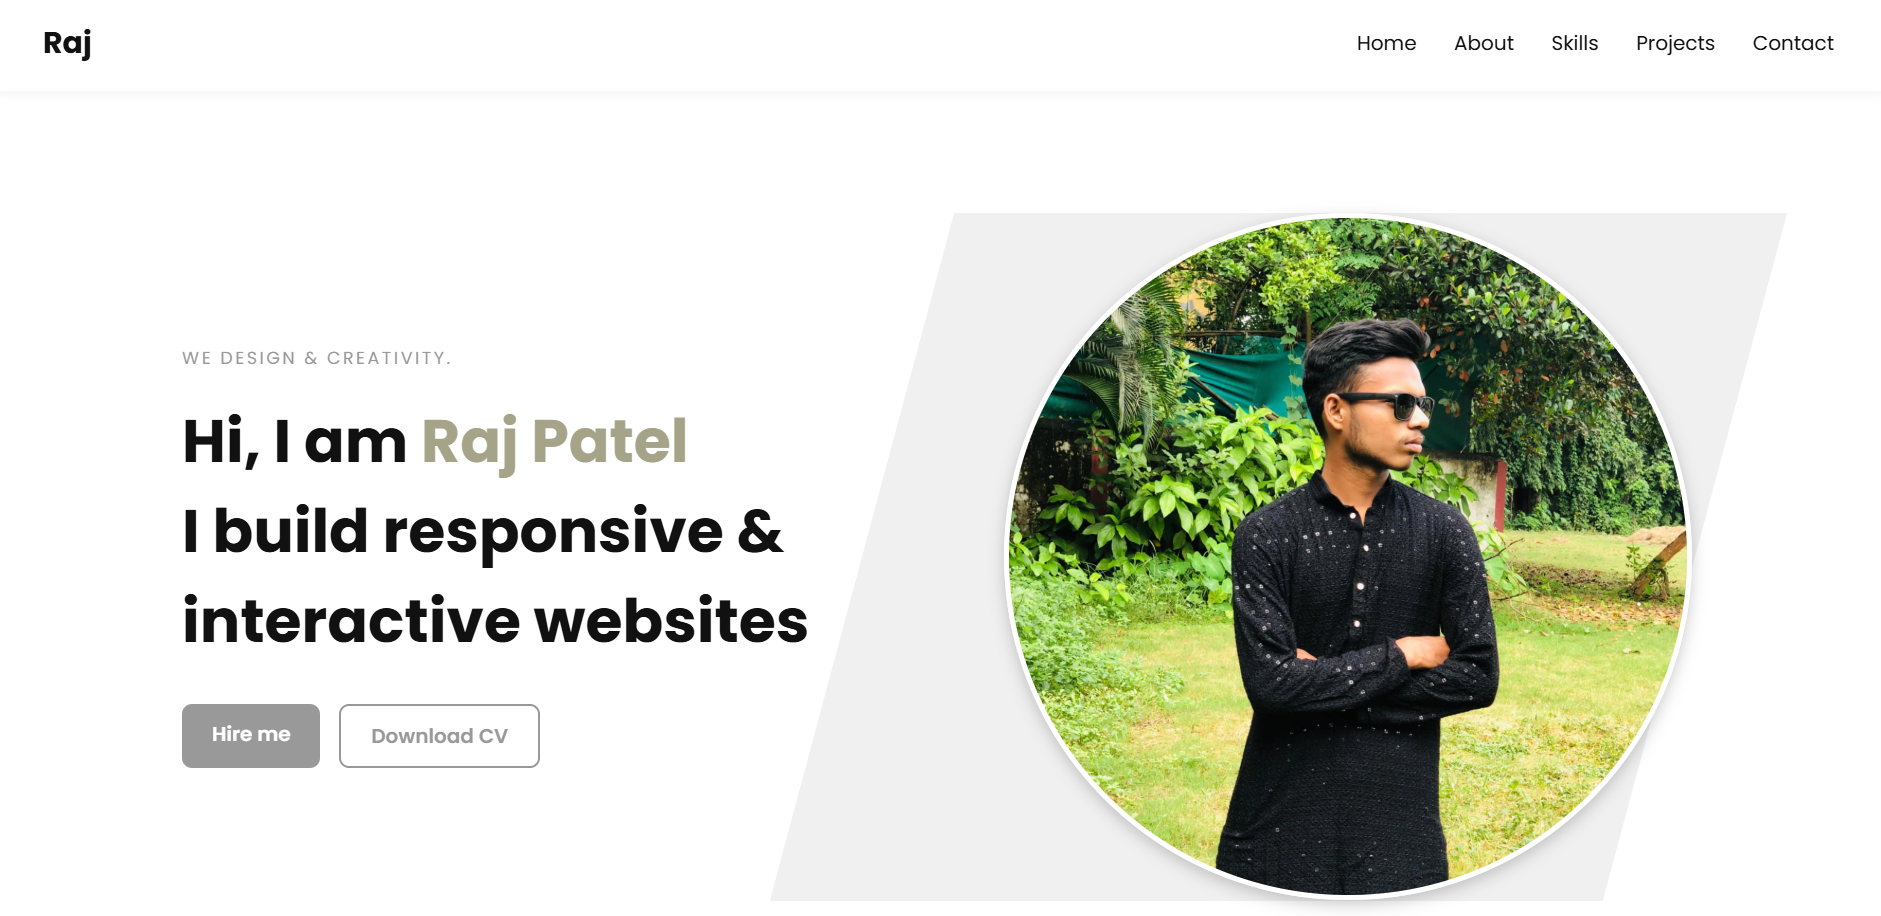 Raj
Home About Skills Projects Contact
WE DESIGN & CREATIVITY.
Hi, I am Raj Patel
I build responsive &
interactive websites
Hire me
Download CV